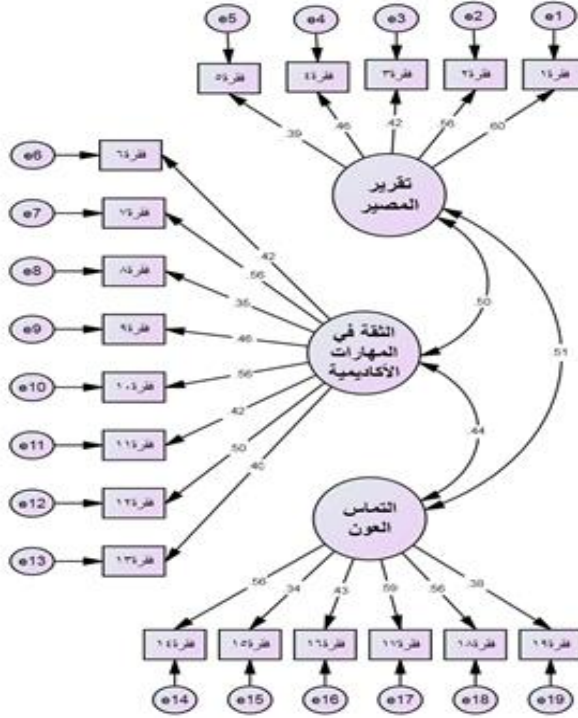 e5 e4 e3 e2 e1
فقرة٥ فقرة٤ فقرة٣ فقرة٢ فقرة١
.39 .46 .42 .56 .60
تقرير
المصير
e6 فقرة٦ .42
e7 فقرة٧ .56
e8 فقرة٨ .35
e9 فقرة٩ .46
e10 فقرة١٠ .56
e11 فقرة١١ .42
e12 فقرة١٢ .50
e13 فقرة١٣ .40
الثقة في
المهارات
الأكاديمية
.50
.51
.44
التماس
العون
.56 .34 .43 .59 .56 .38
فقرة١٤ فقرة١٥ فقرة١٦ فقرة١٧ فقرة١٨ فقرة١٩
e14 e15 e16 e17 e18 e19